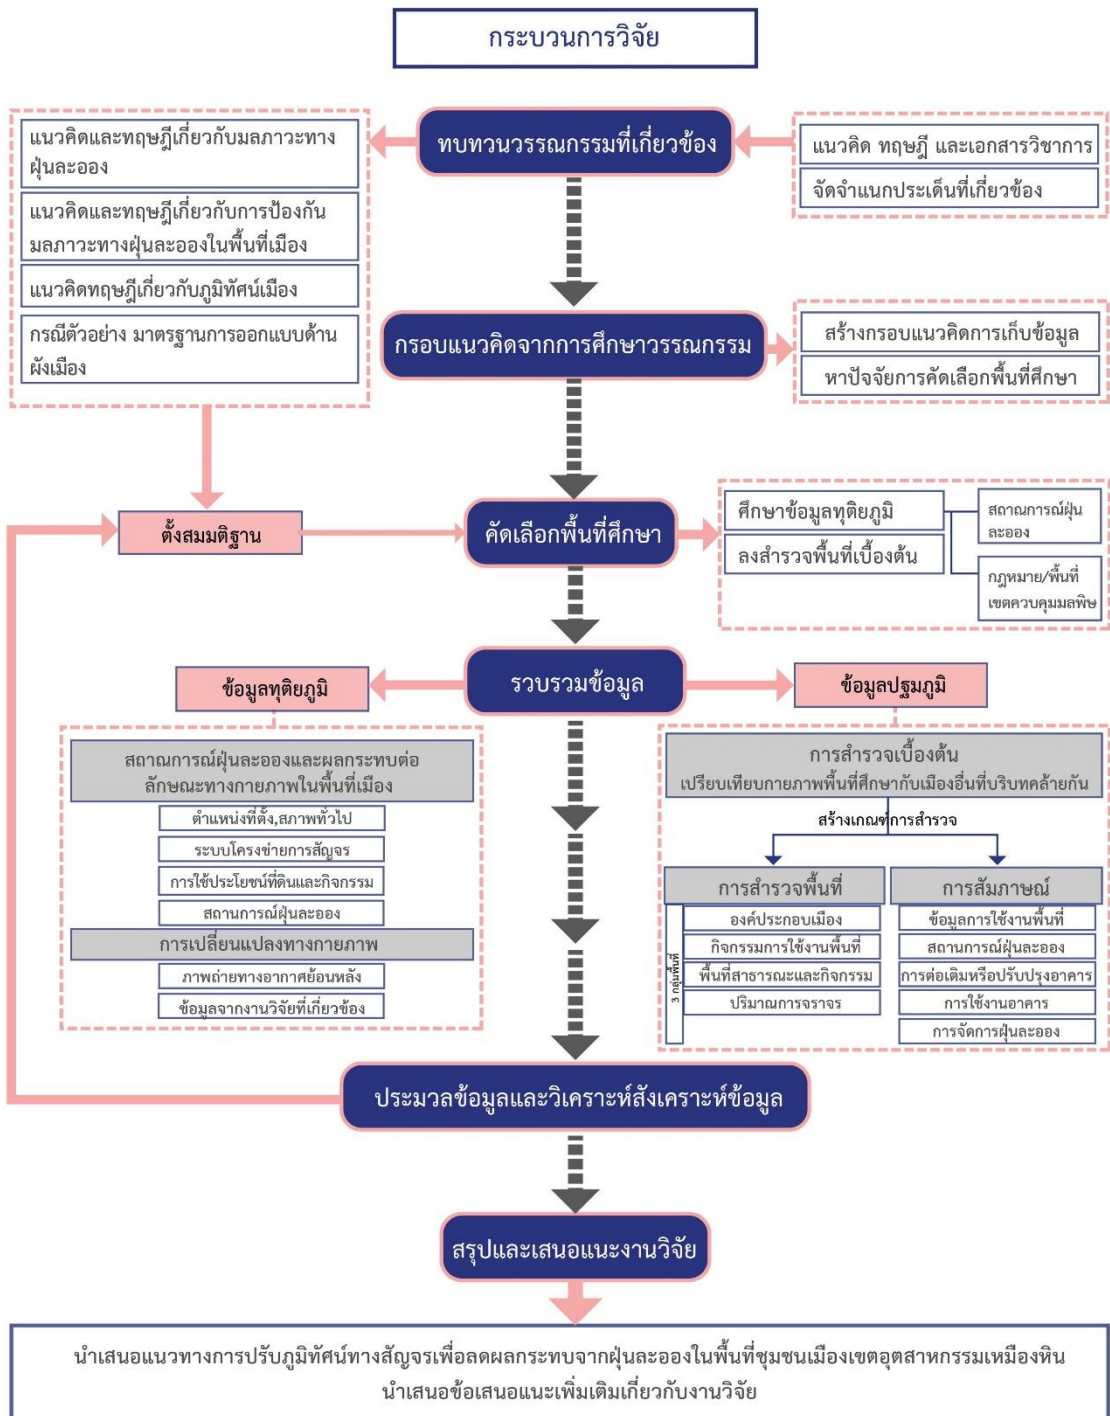 กระบวนการวิจัย
ทบทวนวรรณกรรมที่เกี่ยวข้อง
แนวคิดและทฤษฎีเกี่ยวกับมลภาวะทาง
ฝุ่นละออง
แนวคิดและทฤษฎีเกี่ยวกับการป้องกัน
มลภาวะทางฝุ่นละอองในพื้นที่เมือง
แนวคิดทฤษฎีเกี่ยวกับภูมิทัศน์เมือง
กรณีตัวอย่าง มาตรฐานการออกแบบด้าน
ผังเมือง
แนวคิด ทฤษฎี และเอกสารวิชาการ
จัดจำแนกประเด็นที่เกี่ยวข้อง
กรอบแนวคิดจากการศึกษาวรรณกรรม
สร้างกรอบแนวคิดการเก็บข้อมูล
หาปัจจัยการคัดเลือกพื้นที่ศึกษา
ตั้งสมมติฐาน
คัดเลือกพื้นที่ศึกษา
ศึกษาข้อมูลทุติยภูมิ
ลงสำรวจพื้นที่เบื้องต้น
สถาณการณ์ฝุ่น
ละออง
กฎหมาย/พื้นที่
เขตควบคุมมลพิษ
รวบรวมข้อมูล
ข้อมูลทุติยภูมิ
ข้อมูลปฐมภูมิ
สถาณการณ์ฝุ่นละอองและผลกระทบต่อ
ลักษณะทางกายภาพในพื้นที่เมือง
ตำแหน่งที่ตั้ง,สภาพทั่วไป
ระบบโครงข่ายการสัญจร
การใช้ประโยชน์ที่ดินและกิจกรรม
สถานการณ์ฝุ่นละออง
การเปลี่ยนแปลงทางกายภาพ
ภาพถ่ายทางอากาศย้อนหลัง
ข้อมูลจากงานวิจัยที่เกี่ยวข้อง
การสำรวจเบื้องต้น
เปรียบเทียบกายภาพพื้นที่ศึกษากับเมืองอื่นที่บริบทคล้ายกัน
สร้างเกณฑ์การสำรวจ
การสำรวจพื้นที่
3 กลุ่มพื้นที่
องค์ประกอบเมือง
กิจกรรมการใช้งานพื้นที่
พื้นที่สาธารณะและกิจกรรม
ปริมาณการจราจร
การสัมภาษณ์
ข้อมูลการใช้งานพื้นที่
สถานการณ์ฝุ่นละออง
การต่อเติมหรือปรับปรุงอาคาร
การใช้งานอาคาร
การจัดการฝุ่นละออง
ประมวลข้อมูลและวิเคราะห์สังเคราะห์ข้อมูล
สรุปและเสนอแนะงานวิจัย
นำเสนอแนวทางการปรับภูมิทัศน์ทางสัญจรเพื่อลดผลกระทบจากฝุ่นละอองในพื้นที่ชุมชนเมืองเขตอุตสาหกรรมเหมืองหิน
นำเสนอข้อเสนอแนะเพิ่มเติมเกี่ยวกับงานวิจัย